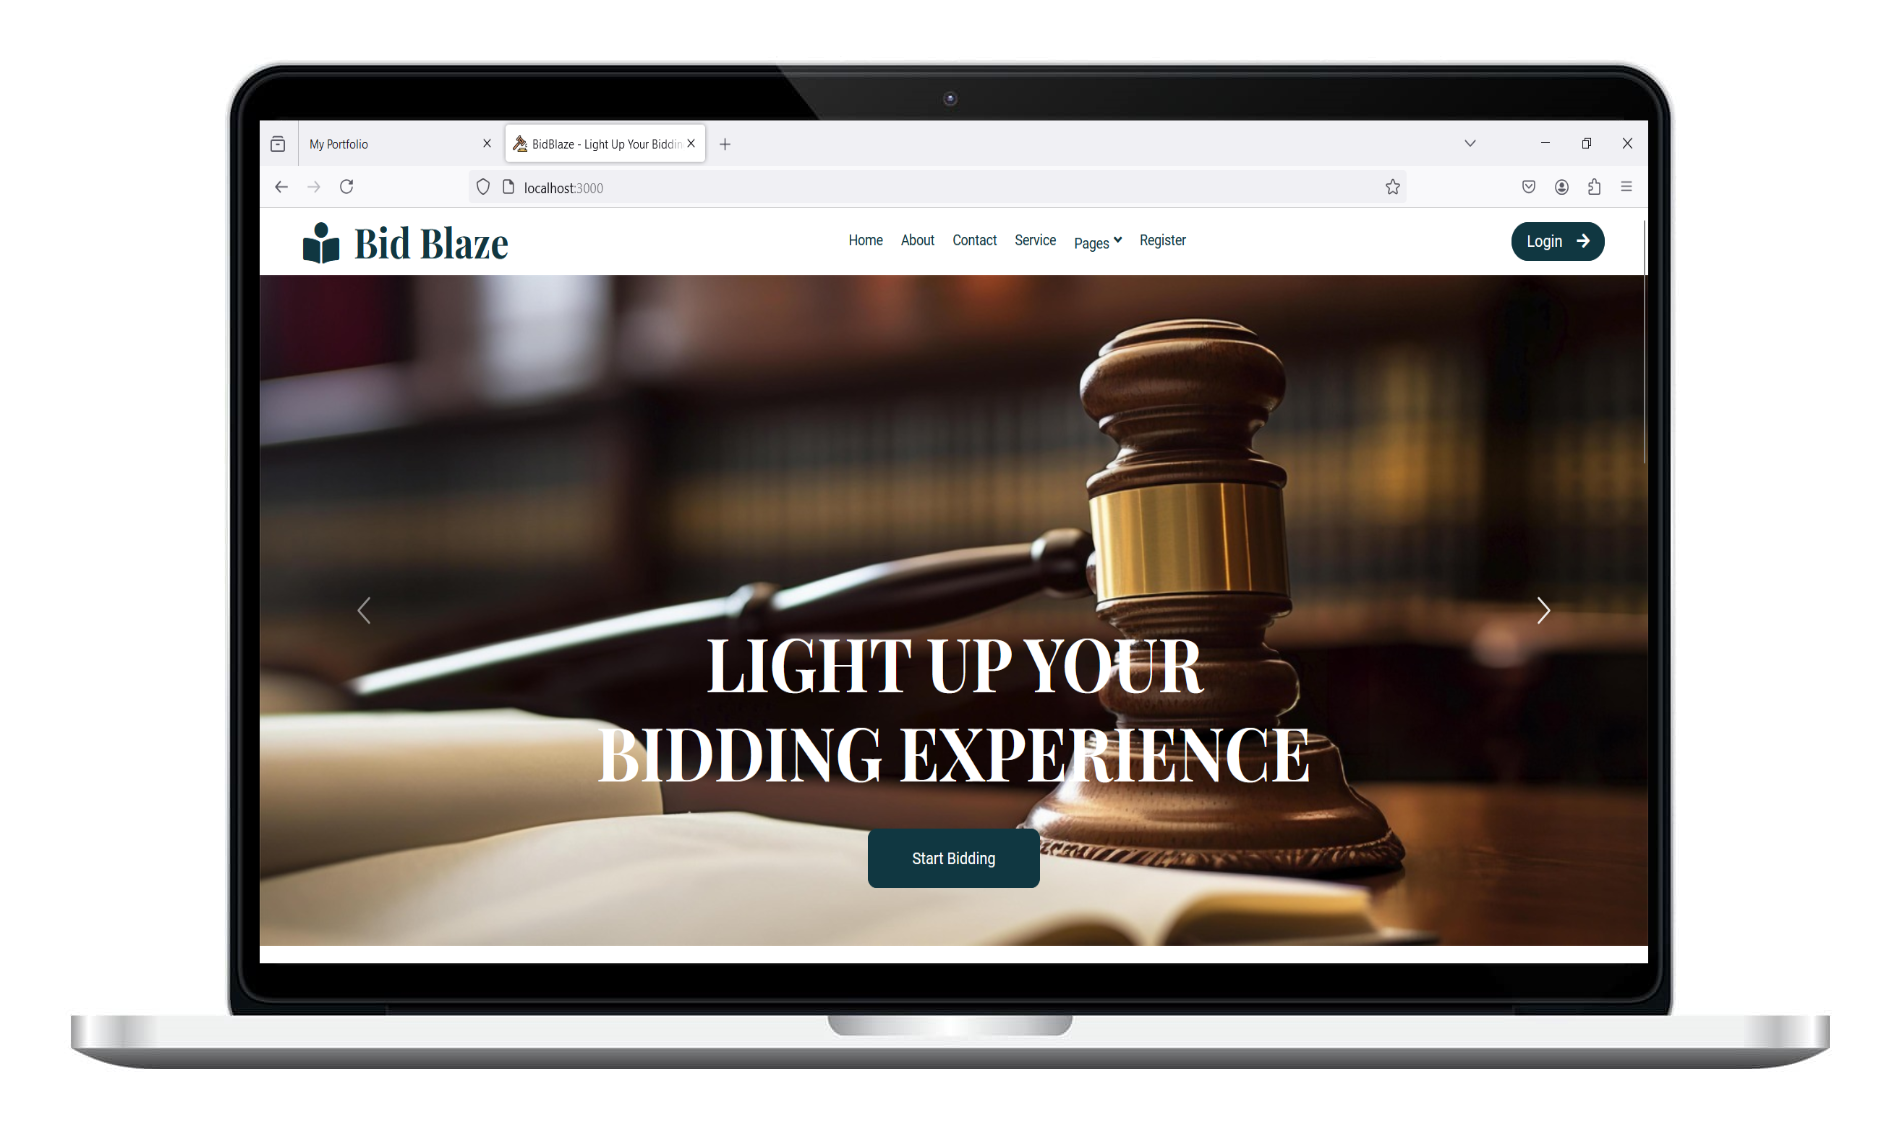 My Portfolio
BidBlaze - Light Up Your Biddin
localhost:3000
Bid Blaze
Home About Contact Service Pages Register
Login
LIGHT UP YOUR
BIDDING EXPERIENCE
Start Bidding